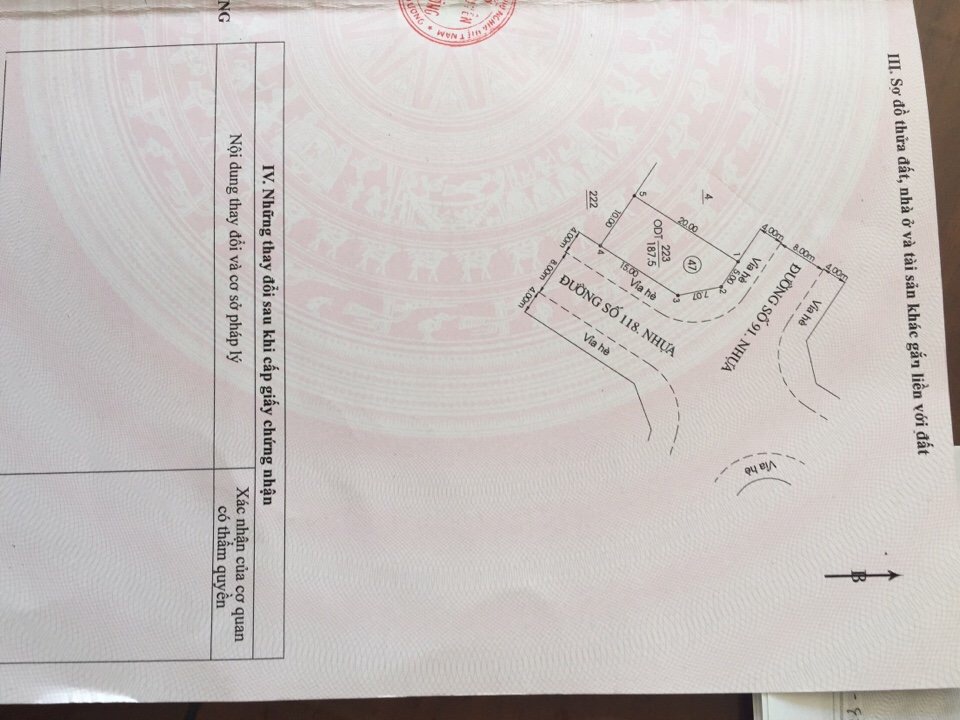 III. Sơ đồ thửa đất, nhà ở và tài sản khác gắn liền với đất
B
4.00m
8.00m
4.00m
Vỉa hè
ĐƯỜNG SỐ 91. NHỰA
Vỉa hè
Vỉa hè
4
1
5.00
2
20.00
47
7.07
ODT 223
187.5
3
5
10.00
15.00
4
222
Vỉa hè
4.00m
8.00m
4.00m
ĐƯỜNG SỐ 118. NHỰA
Vỉa hè
IV. Những thay đổi sau khi cấp giấy chứng nhận
Nội dung thay đổi và cơ sở pháp lý
Xác nhận của cơ quan
có thẩm quyền
NGHĨA VIỆT NAM